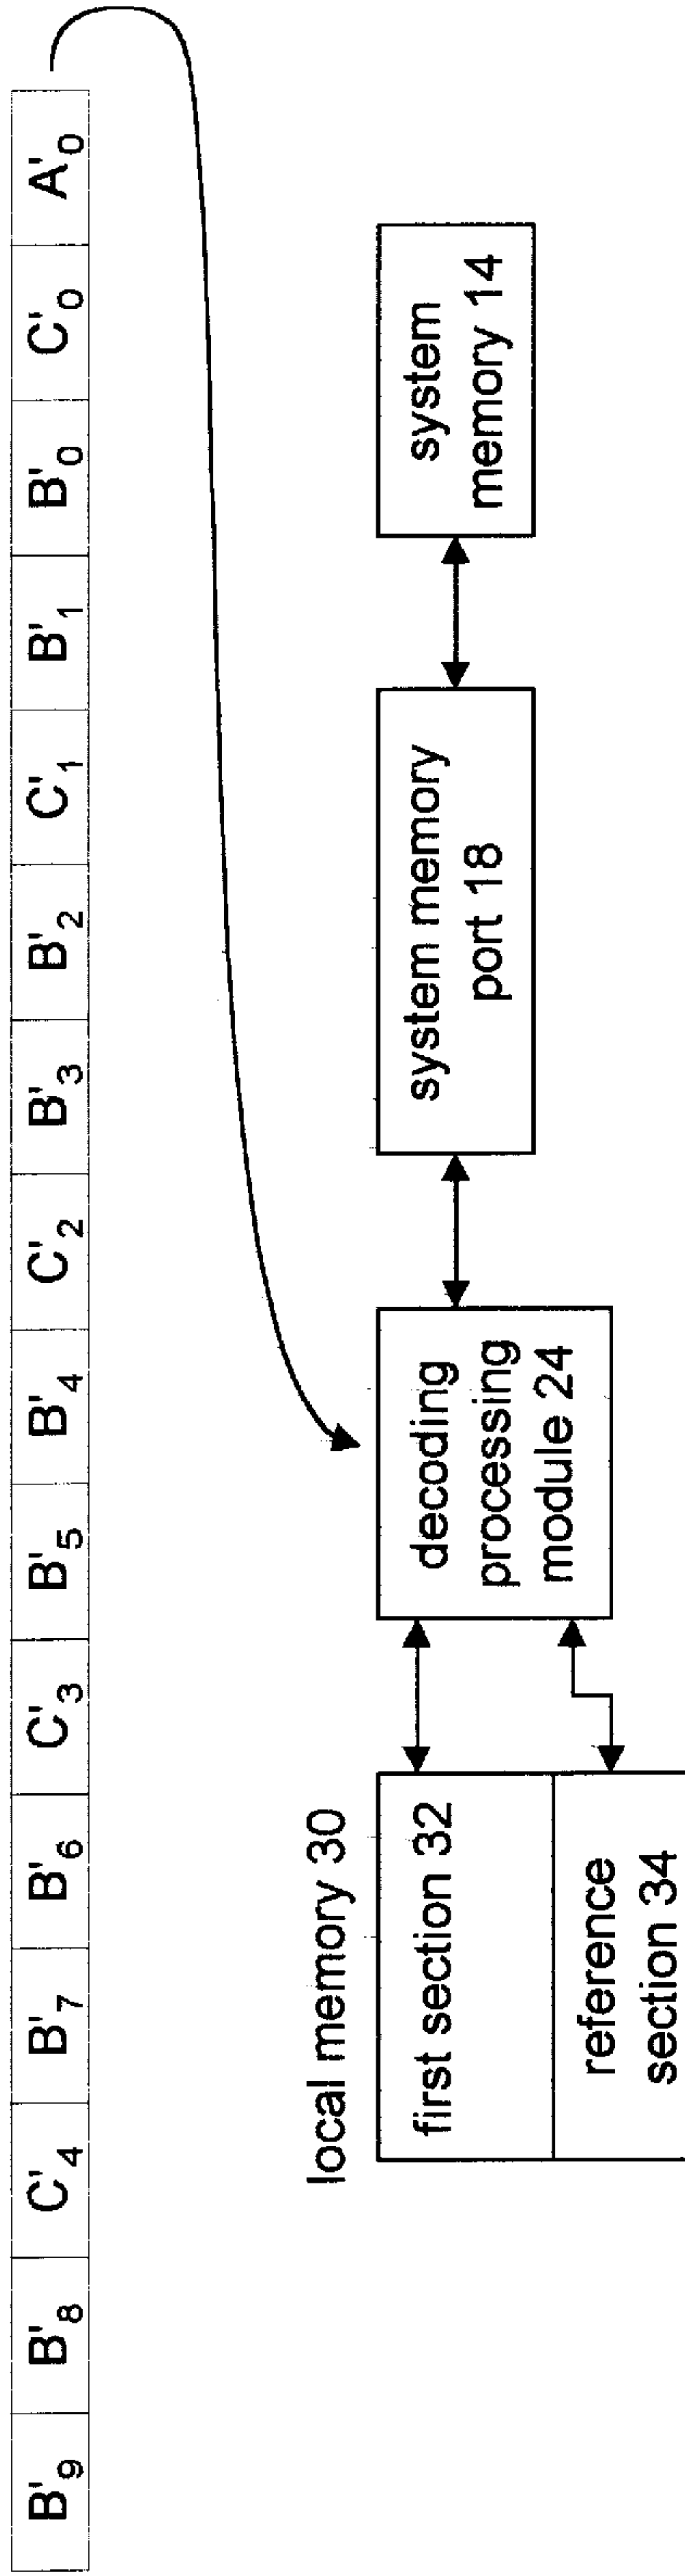 B'9 B'8 C'4 B'7 B'6 C'3 B'5 B'4 C'2 B'3 B'2 C'1 B'1 B'0 C'0 A'0
local memory 30
first section 32
reference
section 34
decoding
processing
module 24
system memory
port 18
system
memory 14